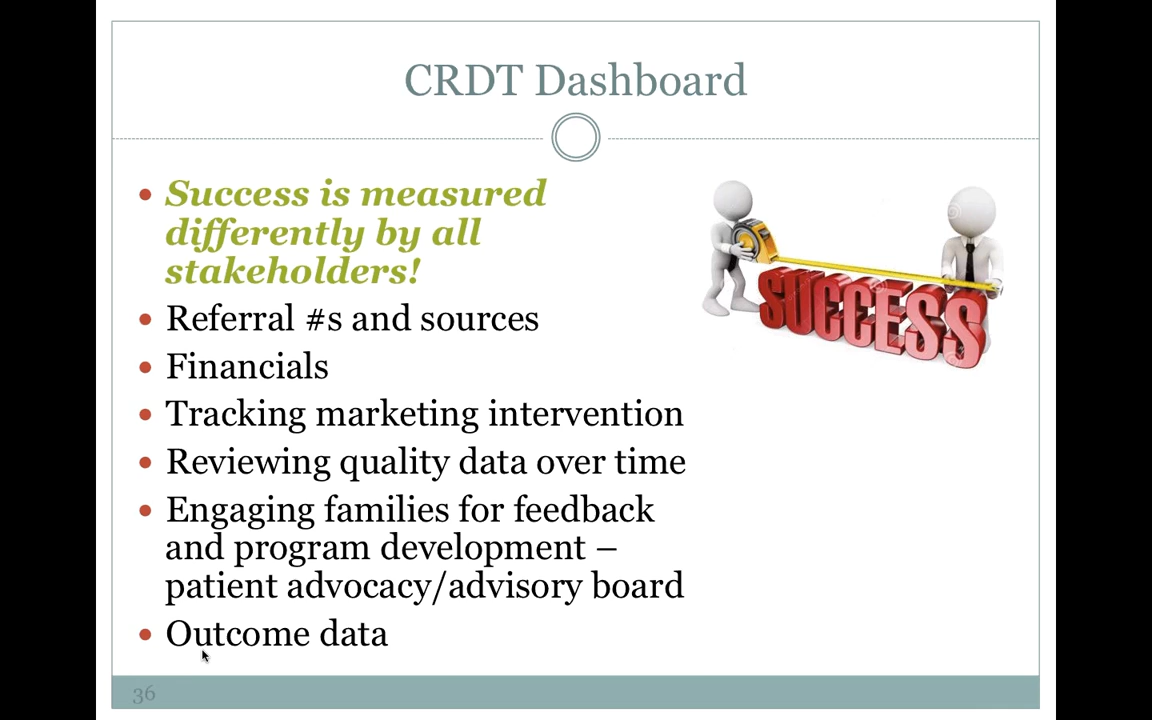 CRDT Dashboard
• Success is measured
differently by all
stakeholders!
• Referral #s and sources
• Financials
• Tracking marketing intervention
• Reviewing quality data over time
• Engaging families for feedback
and program development –
patient advocacy/advisory board
• Outcome data
SUCCESS
36